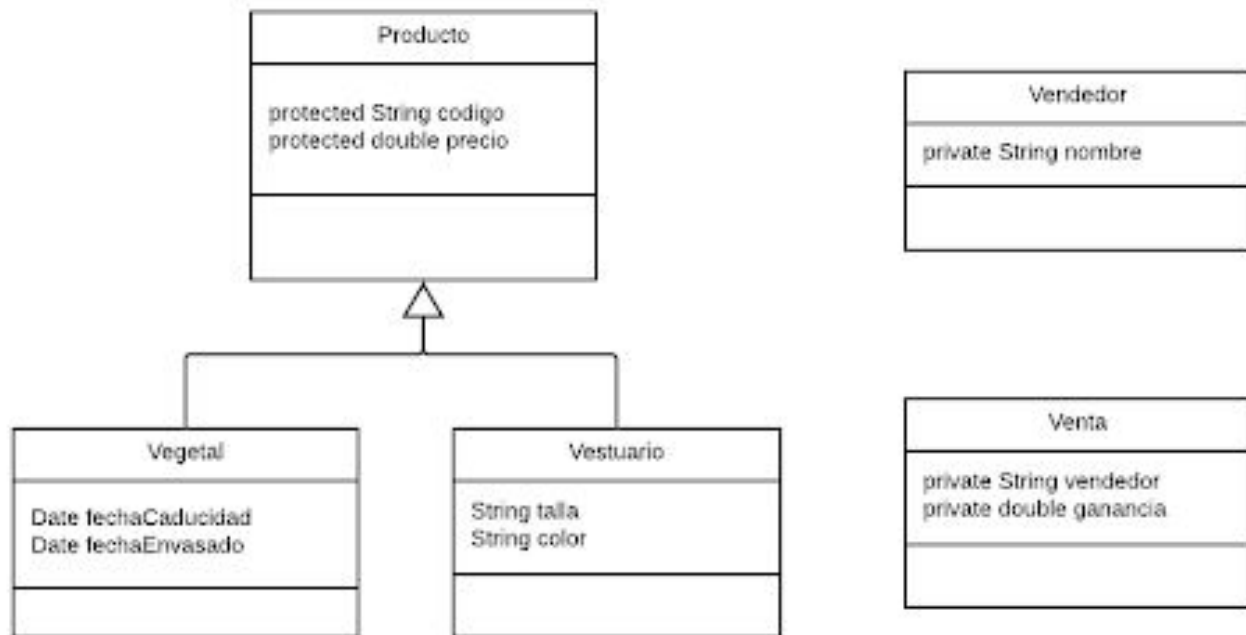 Producto
protected String codigo
protected double precio
Vendedor
private String nombre
Vegetal
Date fechaCaducidad
Date fechaEnvasado
Vestuario
String talla
String color
Venta
private String vendedor
private double ganancia